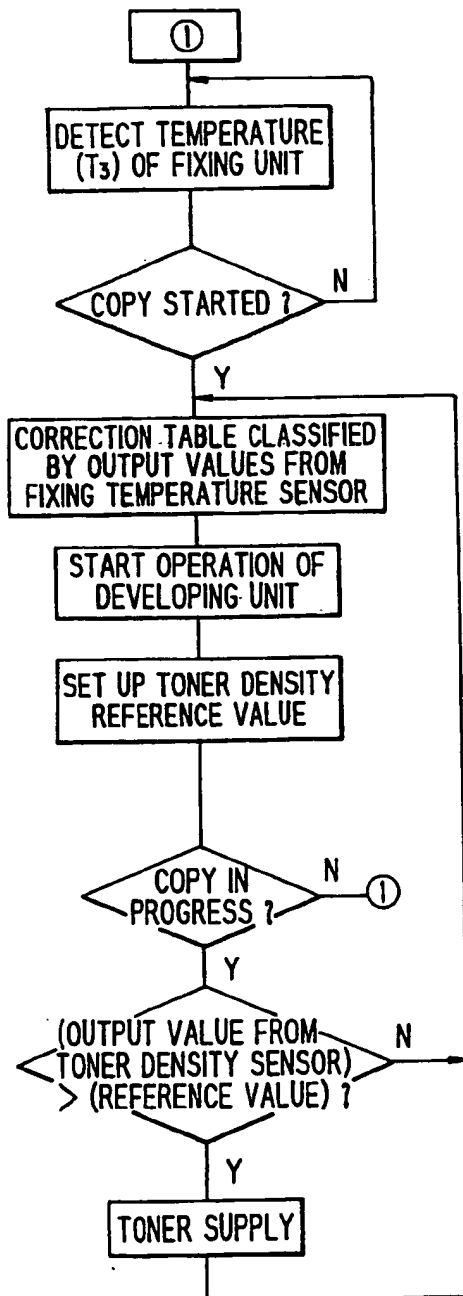 ①
DETECT TEMPERATURE
(T3) OF FIXING UNIT
COPY STARTED ?
N
Y
CORRECTION TABLE CLASSIFIED
BY OUTPUT VALUES FROM
FIXING TEMPERATURE SENSOR
START OPERATION OF
DEVELOPING UNIT
SET UP TONER DENSITY
REFERENCE VALUE
COPY IN
PROGRESS ?
N
①
Y
(OUTPUT VALUE FROM
TONER DENSITY SENSOR)
> (REFERENCE VALUE) ?
N
Y
TONER SUPPLY